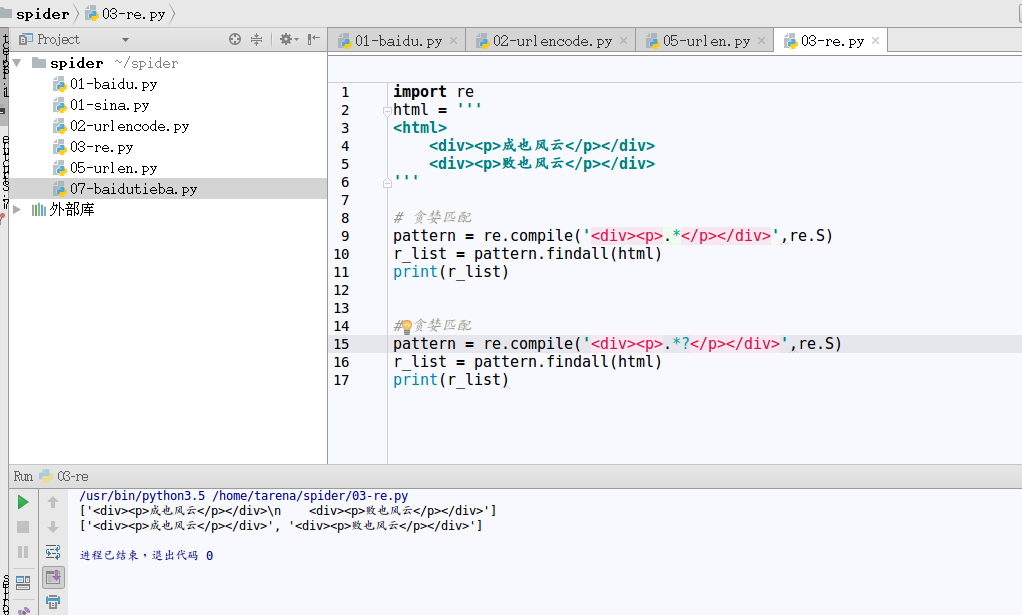 spider 03-re.py
Project
01-baidu.py 02-urlencode.py 05-urlen.py 03-re.py
spider ~/spider
01-baidu.py
01-sina.py
02-urlencode.py
03-re.py
05-urlen.py
07-baidutieba.py
外部库
1 import re
2 html = '''
3 <html>
4     <div><p>成也风云</p></div>
5     <div><p>败也风云</p></div>
6 '''
7
8 # 贪婪匹配
9 pattern = re.compile('<div><p>.*</p></div>',re.S)
10 r_list = pattern.findall(html)
11 print(r_list)
12
13
14 # 贪婪匹配
15 pattern = re.compile('<div><p>.*?</p></div>',re.S)
16 r_list = pattern.findall(html)
17 print(r_list)
Run 03-re
/usr/bin/python3.5 /home/tarena/spider/03-re.py
['<div><p>成也风云</p></div>\n    <div><p>败也风云</p></div>']
['<div><p>成也风云</p></div>', '<div><p>败也风云</p></div>']
进程已结束，退出代码 0